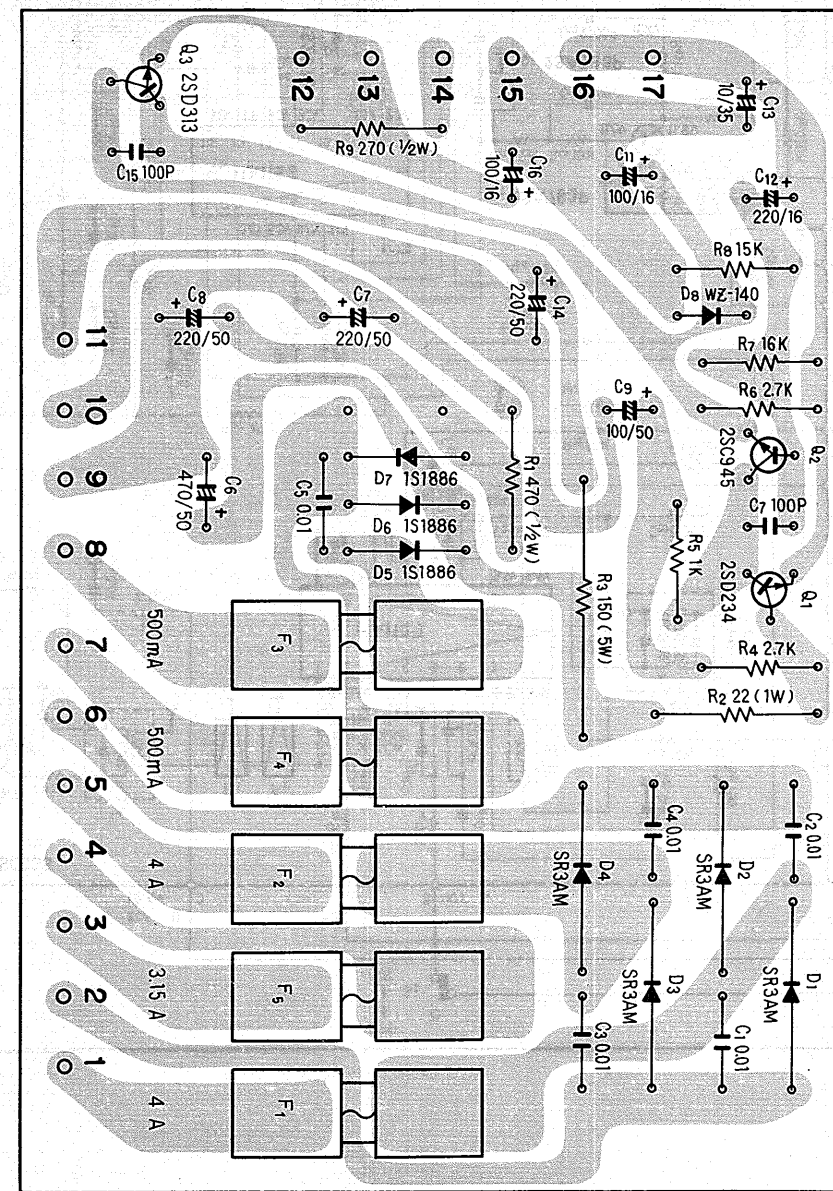 Q3 2SD313
12
13
14
15
16
17
C13
10/35
+
R9 270 (½W)
C15 100P
C16
100/16
+
C11
+
100/16
C12
+
220/16
R8 15K
D8 WZ-140
C8
+
220/50
C7
+
220/50
C14
220/50
+
R7 16K
R6 2.7K
11
10
9
8
7
6
5
4
3
2
1
C9
+
100/50
Q2
2SC945
C6
470/50
+
C5 0.01
D7 1S1886
D6 1S1886
D5 1S1886
R1 470 (½W)
C7 100P
R5 1K
R3 150 (5W)
2SD234
Q1
R4 2.7K
R2 22 (1W)
500mA
F3
500mA
F4
4 A
F2
3.15 A
F5
4 A
F1
C4 0.01
C2 0.01
D4
SR3AM
D2
SR3AM
D3
SR3AM
D1
SR3AM
C3 0.01
C1 0.01